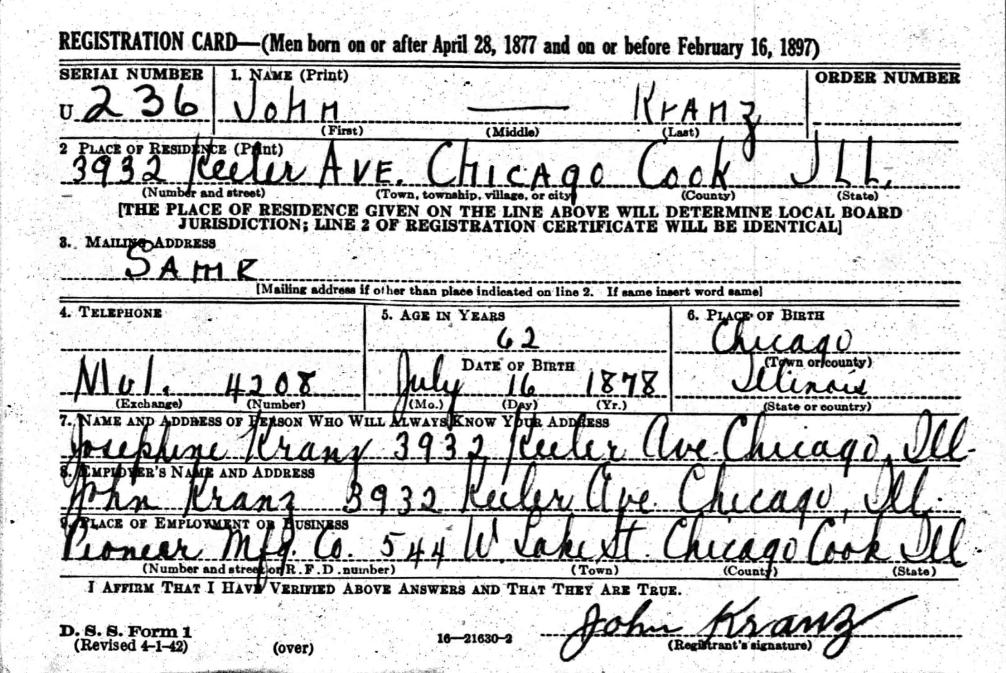 REGISTRATION CARD—(Men born on or after April 28, 1877 and on or before February 16, 1897)
SERIAL NUMBER 1. NAME (Print) ORDER NUMBER
U 236 John — Kranz
(First) (Middle) (Last)
2 PLACE OF RESIDENCE (Print)
3932 Keeler AVE. CHICAGO Cook ILL.
(Number and street) (Town, township, village, or city) (County) (State)
[THE PLACE OF RESIDENCE GIVEN ON THE LINE ABOVE WILL DETERMINE LOCAL BOARD
JURISDICTION; LINE 2 OF REGISTRATION CERTIFICATE WILL BE IDENTICAL]
3. MAILING ADDRESS
SAME
[Mailing address if other than place indicated on line 2. If same insert word same]
4. TELEPHONE 5. AGE IN YEARS 6. PLACE OF BIRTH
62 Chicago
DATE OF BIRTH (Town or county)
Mul. 4208 July 16 1878 Illinois
(Exchange) (Number) (Mo.) (Day) (Yr.) (State or country)
7. NAME AND ADDRESS OF PERSON WHO WILL ALWAYS KNOW YOUR ADDRESS
Josephine Kranz 3932 Keeler Ave Chicago, Ill.
8. EMPLOYER'S NAME AND ADDRESS
John Kranz 3932 Keeler Ave. Chicago, Ill.
9. PLACE OF EMPLOYMENT OR BUSINESS
Pioneer Mfg. Co. 544 W Lake St. Chicago Cook Ill
(Number and street or R. F. D. number) (Town) (County) (State)
I AFFIRM THAT I HAVE VERIFIED ABOVE ANSWERS AND THAT THEY ARE TRUE.
John Kranz
D. S. S. Form 1
(Revised 4-1-42) (over) 16—21630-2 (Registrant's signature)